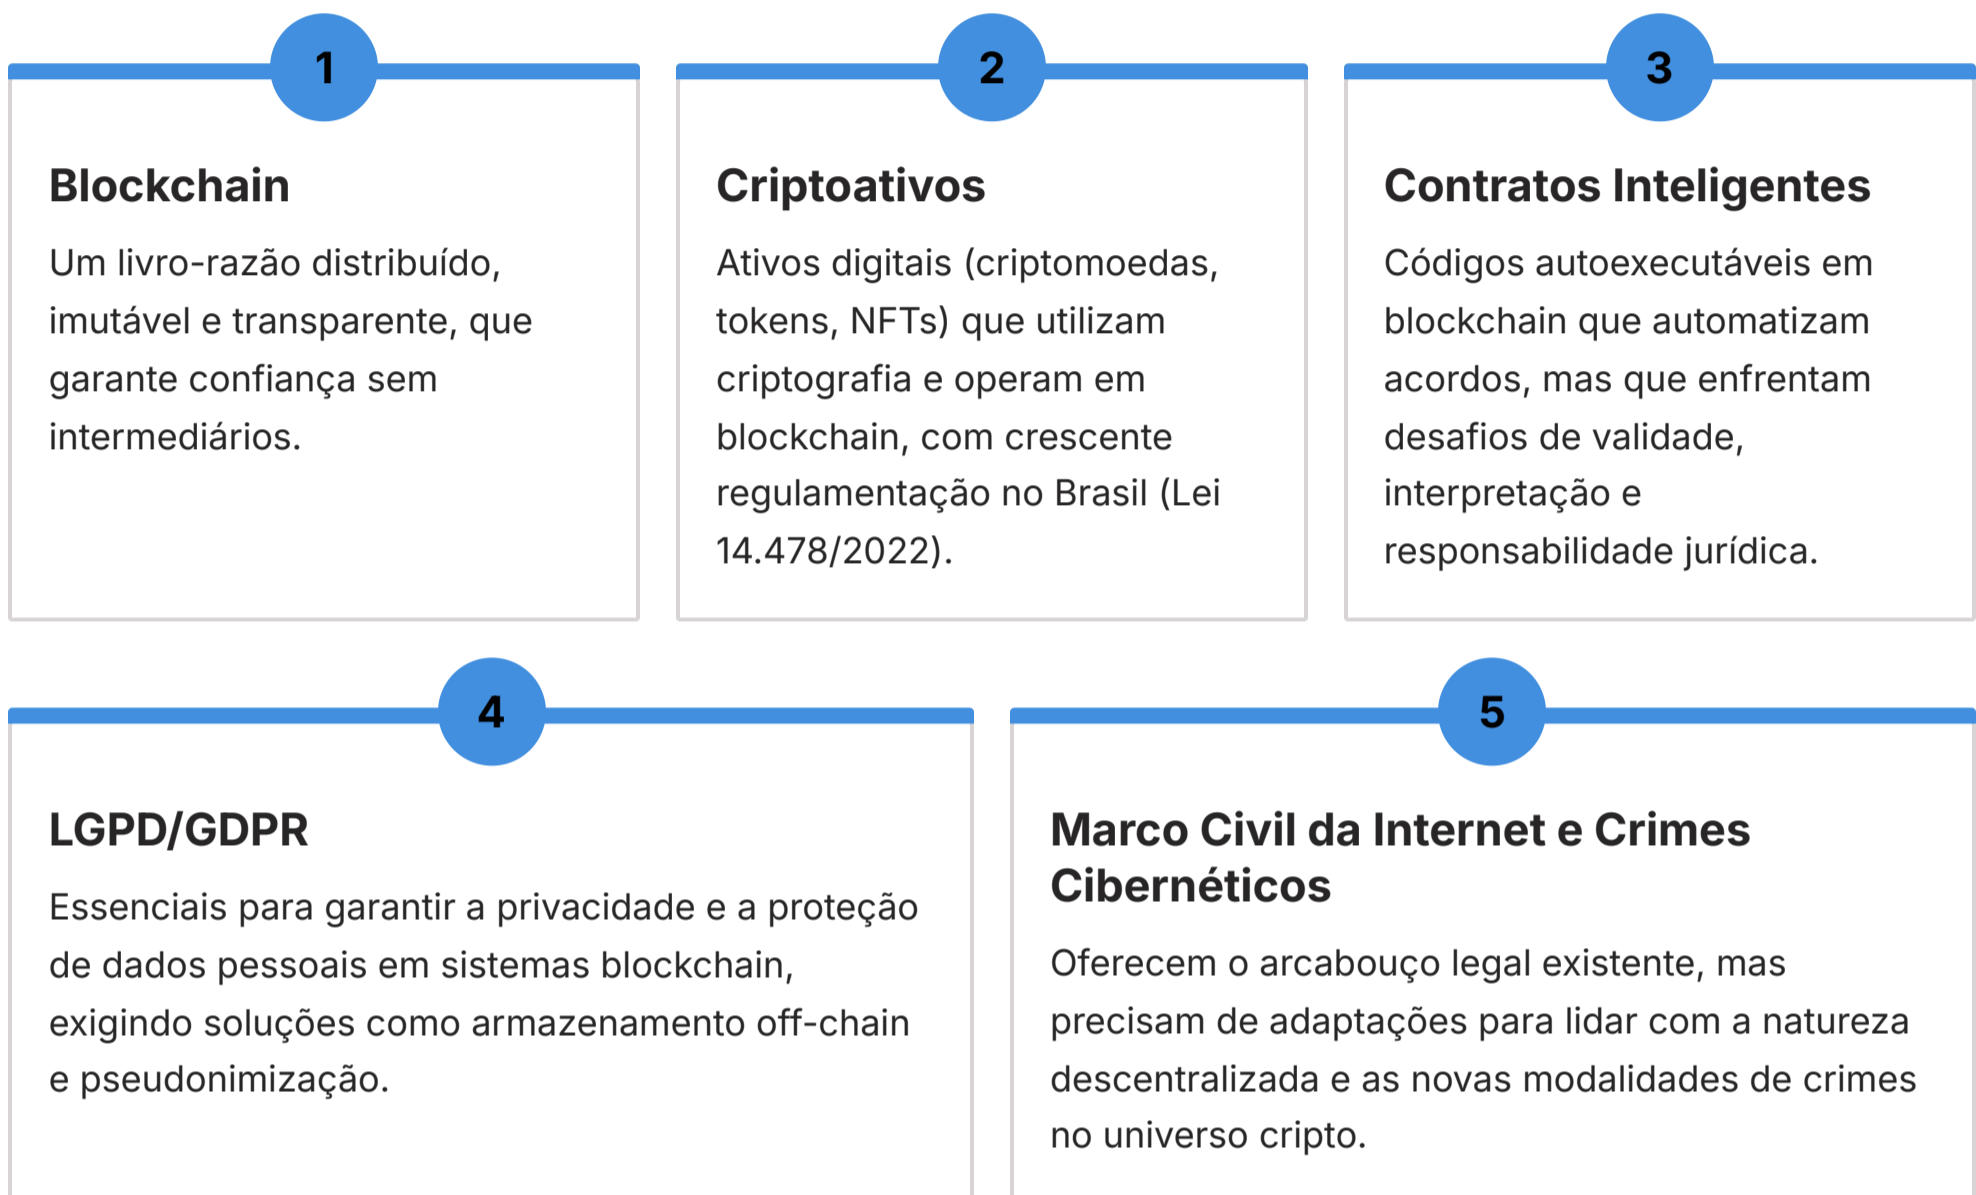 1
Blockchain
Um livro-razão distribuído,
imutável e transparente, que
garante confiança sem
intermediários.
2
Criptoativos
Ativos digitais (criptomoedas,
tokens, NFTs) que utilizam
criptografia e operam em
blockchain, com crescente
regulamentação no Brasil (Lei
14.478/2022).
3
Contratos Inteligentes
Códigos autoexecutáveis em
blockchain que automatizam
acordos, mas que enfrentam
desafios de validade,
interpretação e
responsabilidade jurídica.
4
LGPD/GDPR
Essenciais para garantir a privacidade e a proteção
de dados pessoais em sistemas blockchain,
exigindo soluções como armazenamento off-chain
e pseudonimização.
5
Marco Civil da Internet e Crimes
Cibernéticos
Oferecem o arcabouço legal existente, mas
precisam de adaptações para lidar com a natureza
descentralizada e as novas modalidades de crimes
no universo cripto.